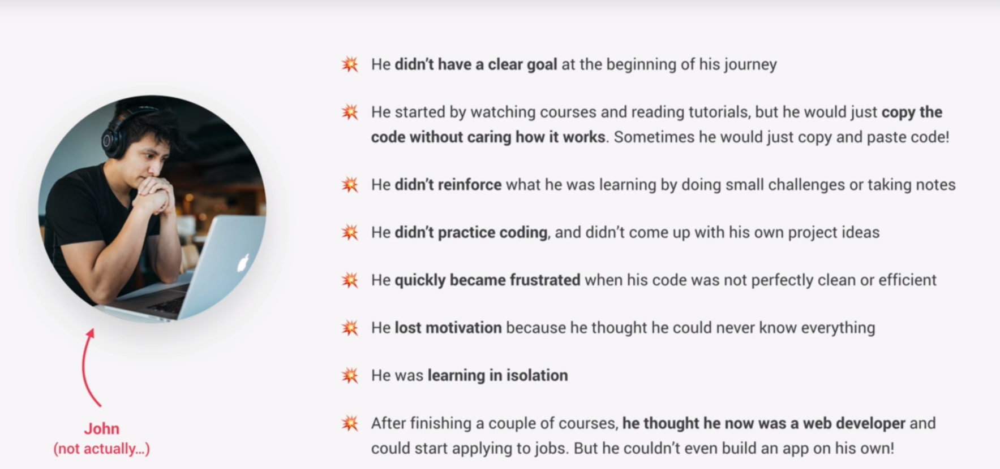 He didn't have a clear goal at the beginning of his journey
He started by watching courses and reading tutorials, but he would just copy the
code without caring how it works. Sometimes he would just copy and paste code!
He didn't reinforce what he was learning by doing small challenges or taking notes
He didn't practice coding, and didn't come up with his own project ideas
He quickly became frustrated when his code was not perfectly clean or efficient
He lost motivation because he thought he could never know everything
He was learning in isolation
After finishing a couple of courses, he thought he now was a web developer and
could start applying to jobs. But he couldn't even build an app on his own!
John
(not actually...)